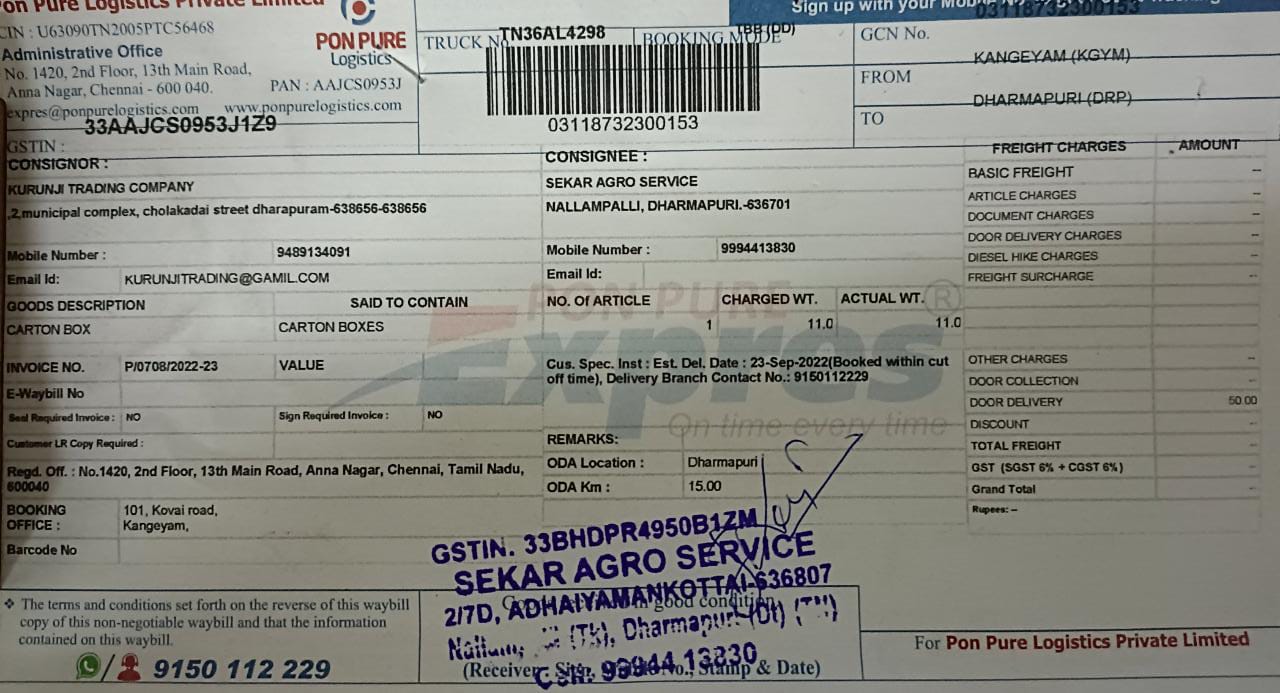 Pon Pure Logistics Private Limited
CIN : U63090TN2005PTC56468
Administrative Office
No. 1420, 2nd Floor, 13th Main Road,
Anna Nagar, Chennai - 600 040.
PAN : AAJCS0953J
expres@ponpurelogistics.com www.ponpurelogistics.com
33AAJCS0953J1Z9
GSTIN :
PON PURE
Logistics
Sign up with your
TRUCK No. TN36AL4298
BOOKING MODE TBB (DD)
03118732300153
GCN No. 03118732300153
FROM KANGEYAM (KGYM)
TO DHARMAPURI (DRP)
CONSIGNOR :
KURUNJI TRADING COMPANY
,2,municipal complex, cholakadai street dharapuram-638656-638656
Mobile Number : 9489134091
Email Id: KURUNJITRADING@GAMIL.COM
CONSIGNEE :
SEKAR AGRO SERVICE
NALLAMPALLI, DHARMAPURI.-636701
Mobile Number : 9994413830
Email Id:
GOODS DESCRIPTION SAID TO CONTAIN NO. Of ARTICLE CHARGED WT. ACTUAL WT.
CARTON BOX CARTON BOXES 1 11.0 11.0
PON PURE
Expres®
On time every time
INVOICE NO. P/0708/2022-23 VALUE
E-Waybill No
Seal Required Invoice : NO Sign Required Invoice : NO
Customer LR Copy Required :
Regd. Off. : No.1420, 2nd Floor, 13th Main Road, Anna Nagar, Chennai, Tamil Nadu,
600040
BOOKING OFFICE : 101, Kovai road,
Kangeyam,
Barcode No
Cus. Spec. Inst : Est. Del. Date : 23-Sep-2022(Booked within cut
off time), Delivery Branch Contact No.: 9150112229
REMARKS:
ODA Location : Dharmapuri
ODA Km : 15.00
FREIGHT CHARGES AMOUNT
BASIC FREIGHT --
ARTICLE CHARGES --
DOCUMENT CHARGES --
DOOR DELIVERY CHARGES --
DIESEL HIKE CHARGES --
FREIGHT SURCHARGE --
OTHER CHARGES --
DOOR COLLECTION --
DOOR DELIVERY 50.00
DISCOUNT --
TOTAL FREIGHT --
GST (SGST 6% + CGST 6%) --
Grand Total --
Rupees: --
GSTIN. 33BHDPR4950B1ZM
SEKAR AGRO SERVICE
2/7D, ADHAIYAMANKOTTAI-636807
good condition
(TK), Dharmapuri (Dt) (TN)
99944 13830
(Receiver No., Stamp & Date)
❖ The terms and conditions set forth on the reverse of this waybill
copy of this non-negotiable waybill and that the information
contained on this waybill.
9150 112 229
For Pon Pure Logistics Private Limited